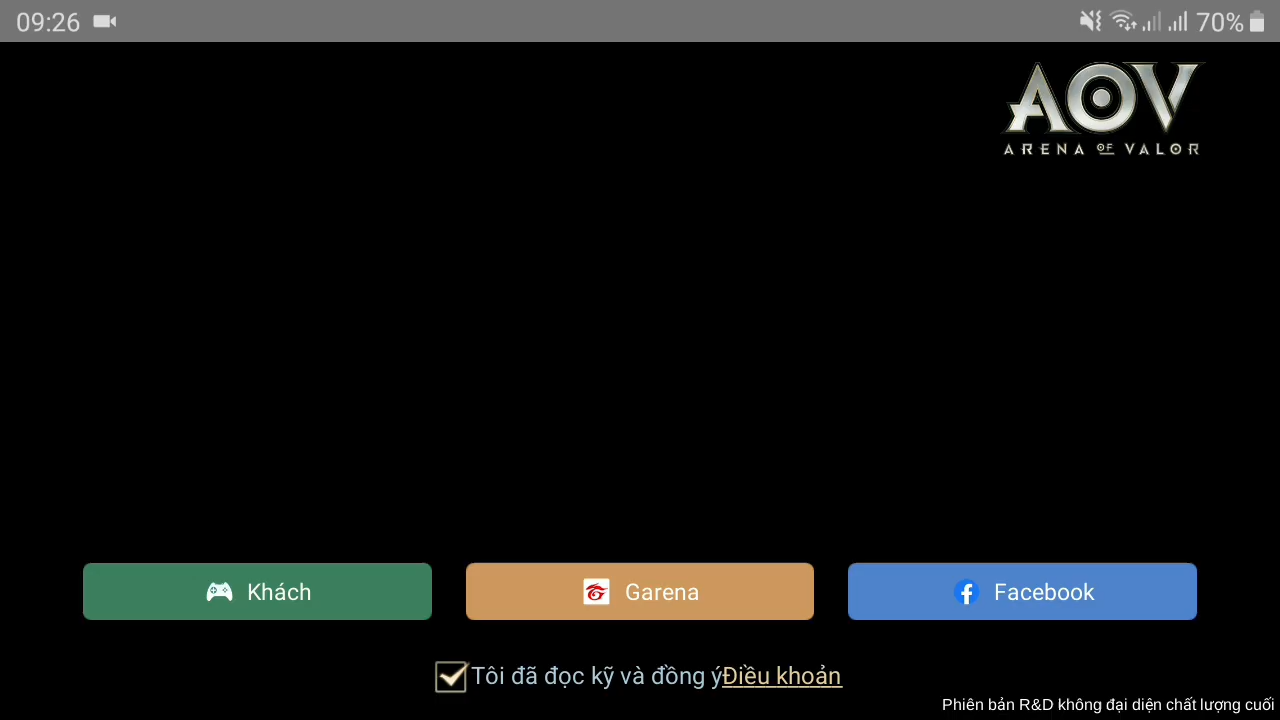 09:26
70%
AOV
ARENA OF VALOR
Khách
Garena
Facebook
Tôi đã đọc kỹ và đồng ýĐiều khoản
Phiên bản R&D không đại diện chất lượng cuối